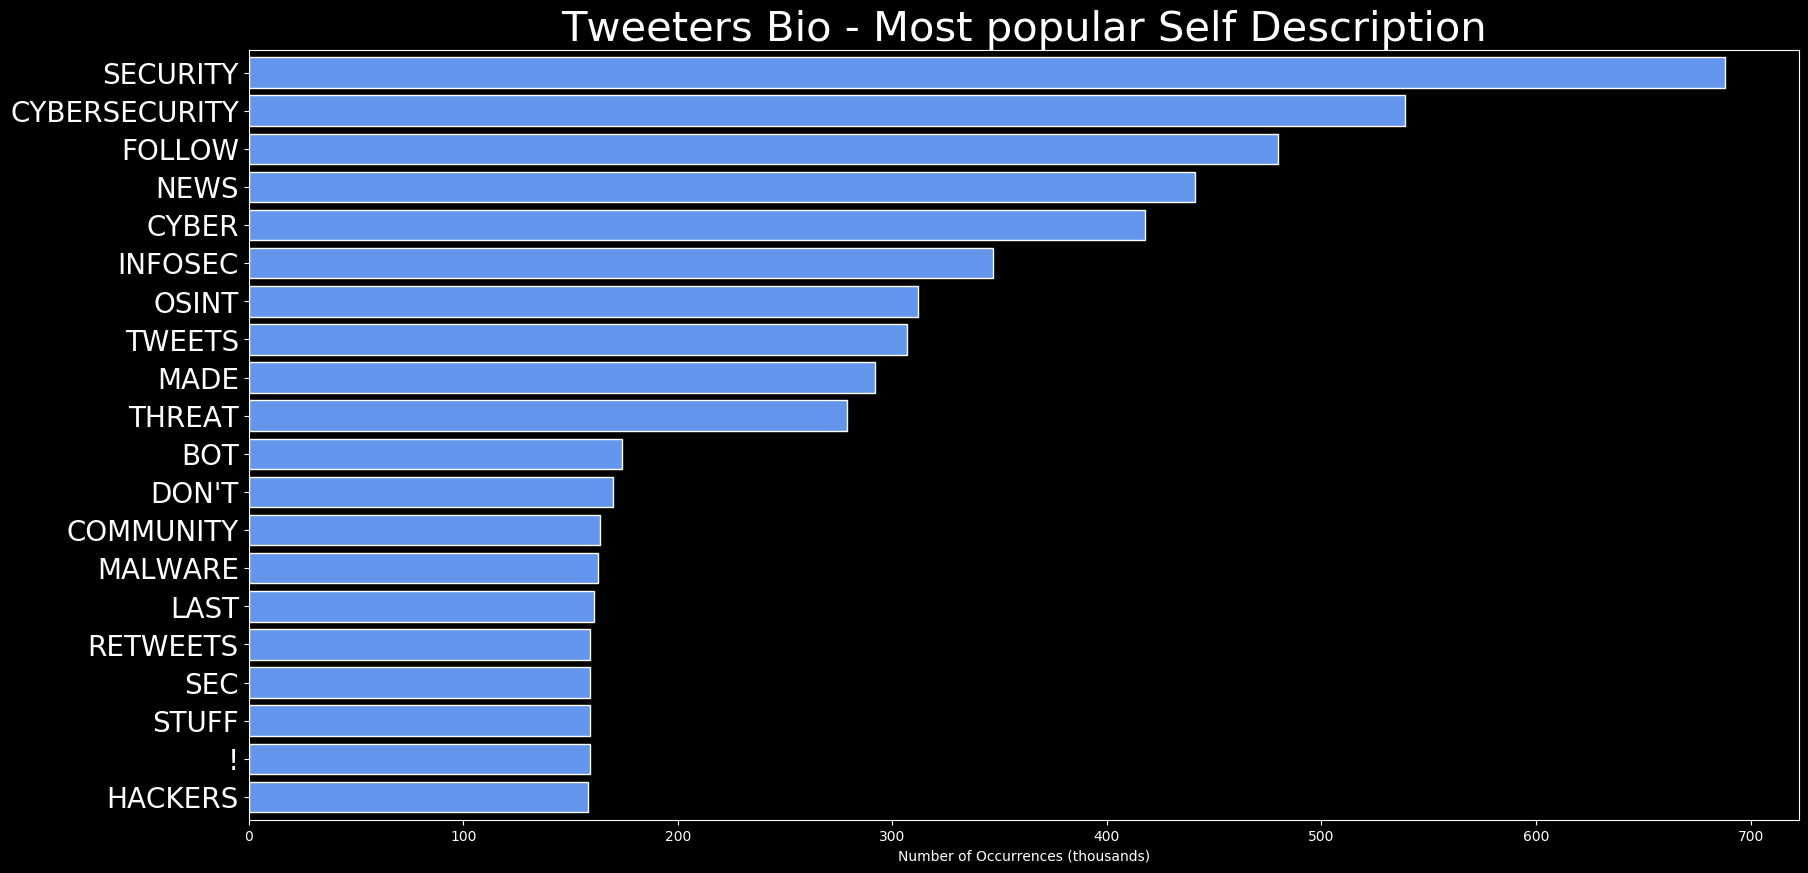 Tweeters Bio - Most popular Self Description
SECURITY
CYBERSECURITY
FOLLOW
NEWS
CYBER
INFOSEC
OSINT
TWEETS
MADE
THREAT
BOT
DON'T
COMMUNITY
MALWARE
LAST
RETWEETS
SEC
STUFF
!
HACKERS
0 100 200 300 400 500 600 700
Number of Occurrences (thousands)